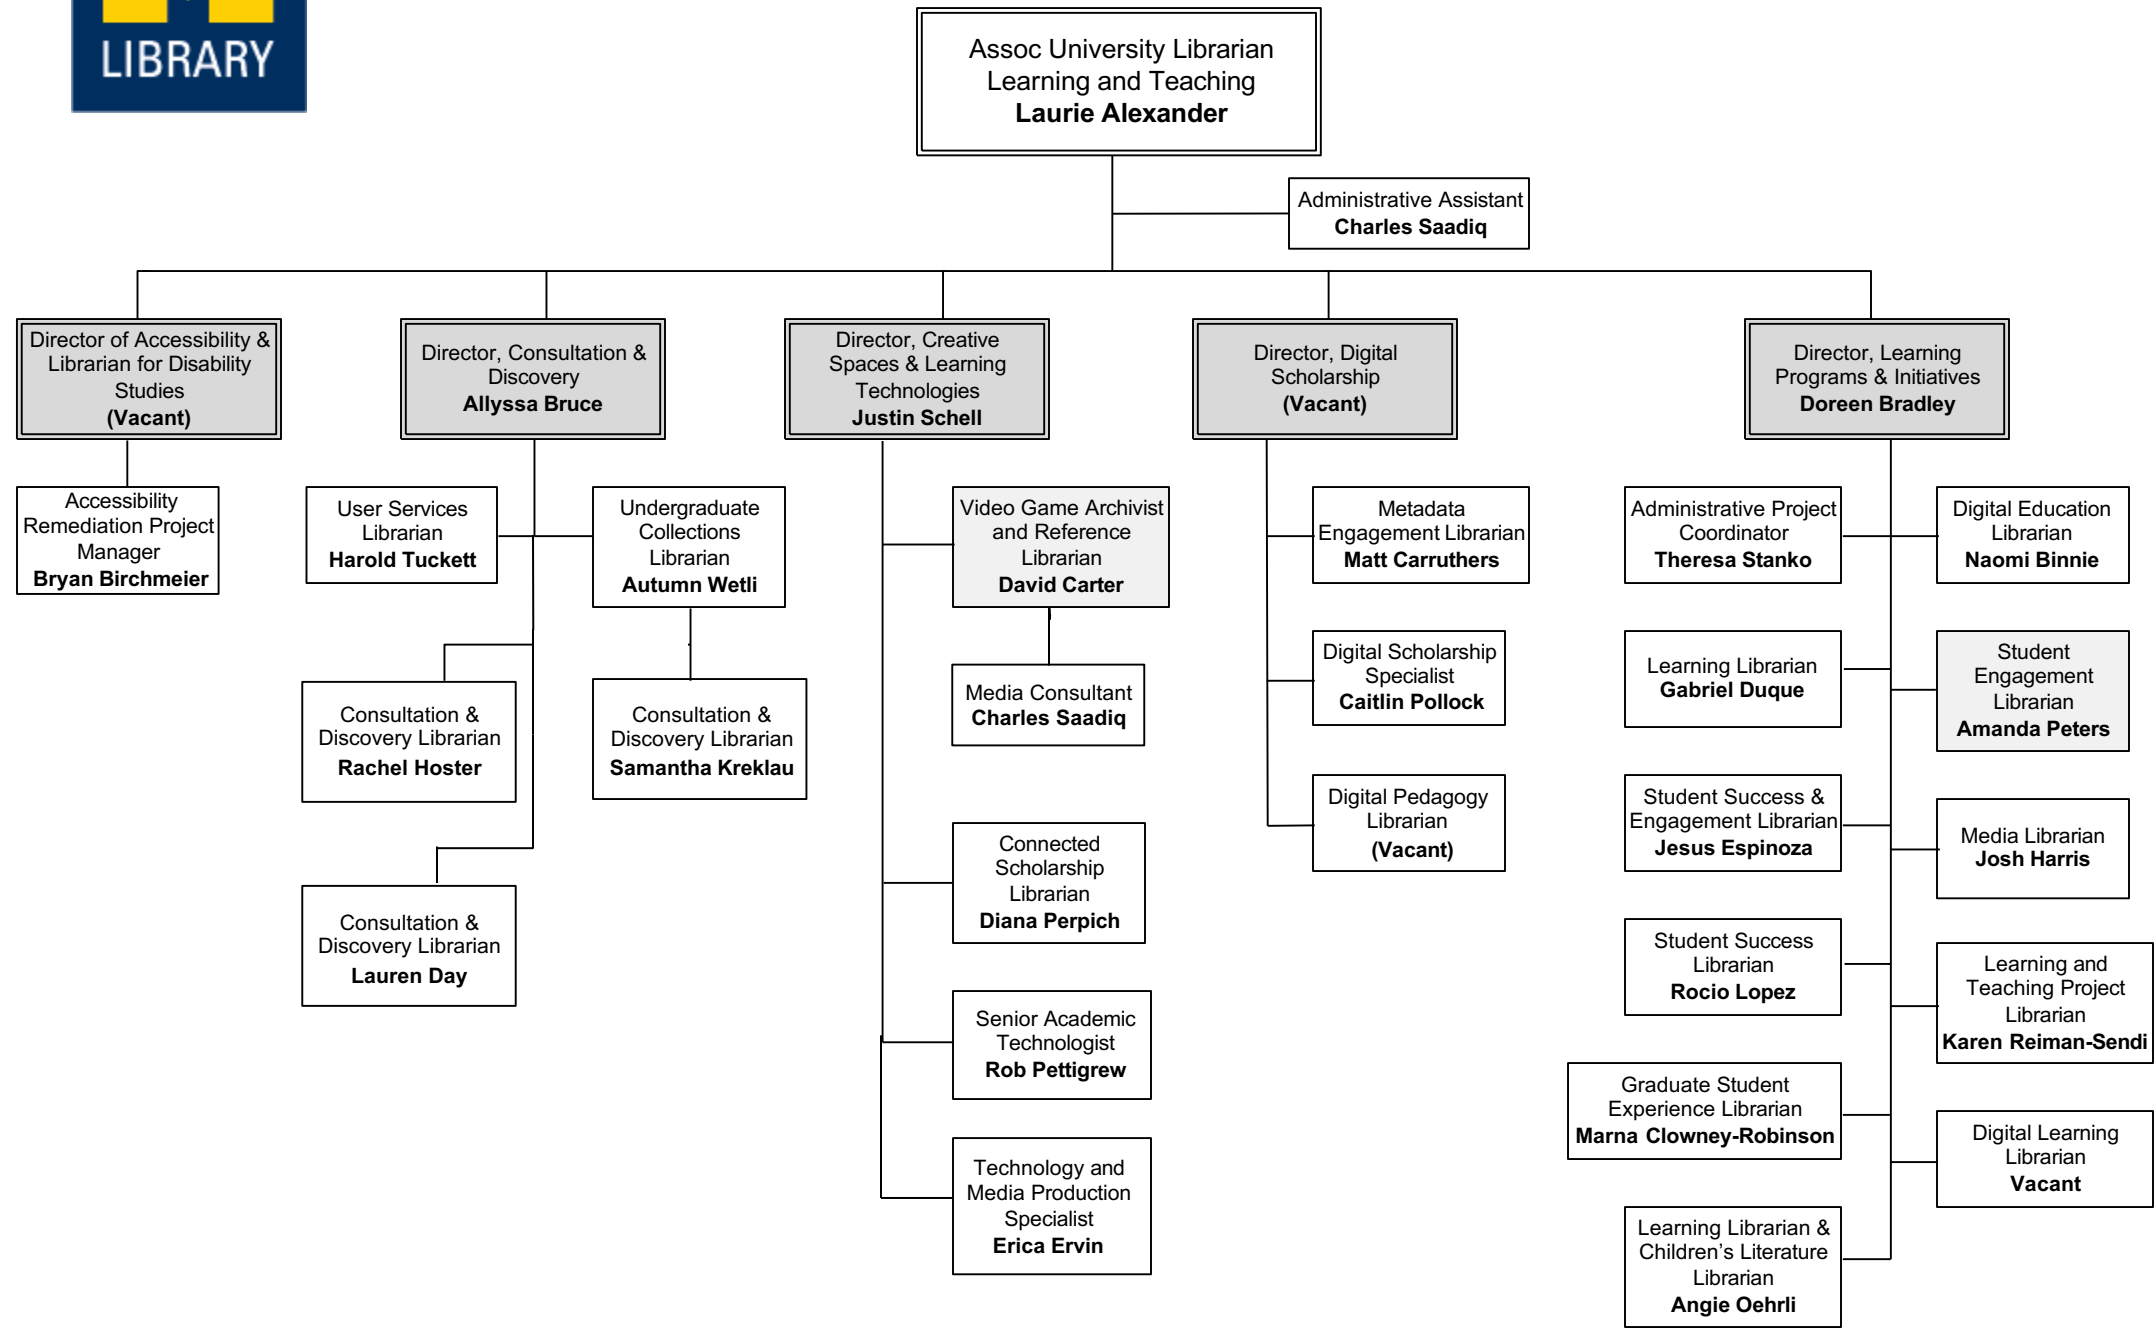 LIBRARY
Assoc University Librarian
Learning and Teaching
Laurie Alexander
Administrative Assistant
Charles Saadiq
Director of Accessibility &
Librarian for Disability
Studies
(Vacant)
Director, Consultation &
Discovery
Allyssa Bruce
Director, Creative
Spaces & Learning
Technologies
Justin Schell
Director, Digital
Scholarship
(Vacant)
Director, Learning
Programs & Initiatives
Doreen Bradley
Accessibility
Remediation Project
Manager
Bryan Birchmeier
User Services
Librarian
Harold Tuckett
Undergraduate
Collections
Librarian
Autumn Wetli
Consultation &
Discovery Librarian
Rachel Hoster
Consultation &
Discovery Librarian
Samantha Kreklau
Consultation &
Discovery Librarian
Lauren Day
Video Game Archivist
and Reference
Librarian
David Carter
Media Consultant
Charles Saadiq
Connected
Scholarship
Librarian
Diana Perpich
Senior Academic
Technologist
Rob Pettigrew
Technology and
Media Production
Specialist
Erica Ervin
Metadata
Engagement Librarian
Matt Carruthers
Digital Scholarship
Specialist
Caitlin Pollock
Digital Pedagogy
Librarian
(Vacant)
Administrative Project
Coordinator
Theresa Stanko
Digital Education
Librarian
Naomi Binnie
Learning Librarian
Gabriel Duque
Student
Engagement
Librarian
Amanda Peters
Student Success &
Engagement Librarian
Jesus Espinoza
Media Librarian
Josh Harris
Student Success
Librarian
Rocio Lopez
Learning and
Teaching Project
Librarian
Karen Reiman-Sendi
Graduate Student
Experience Librarian
Marna Clowney-Robinson
Digital Learning
Librarian
Vacant
Learning Librarian &
Children’s Literature
Librarian
Angie Oehrli